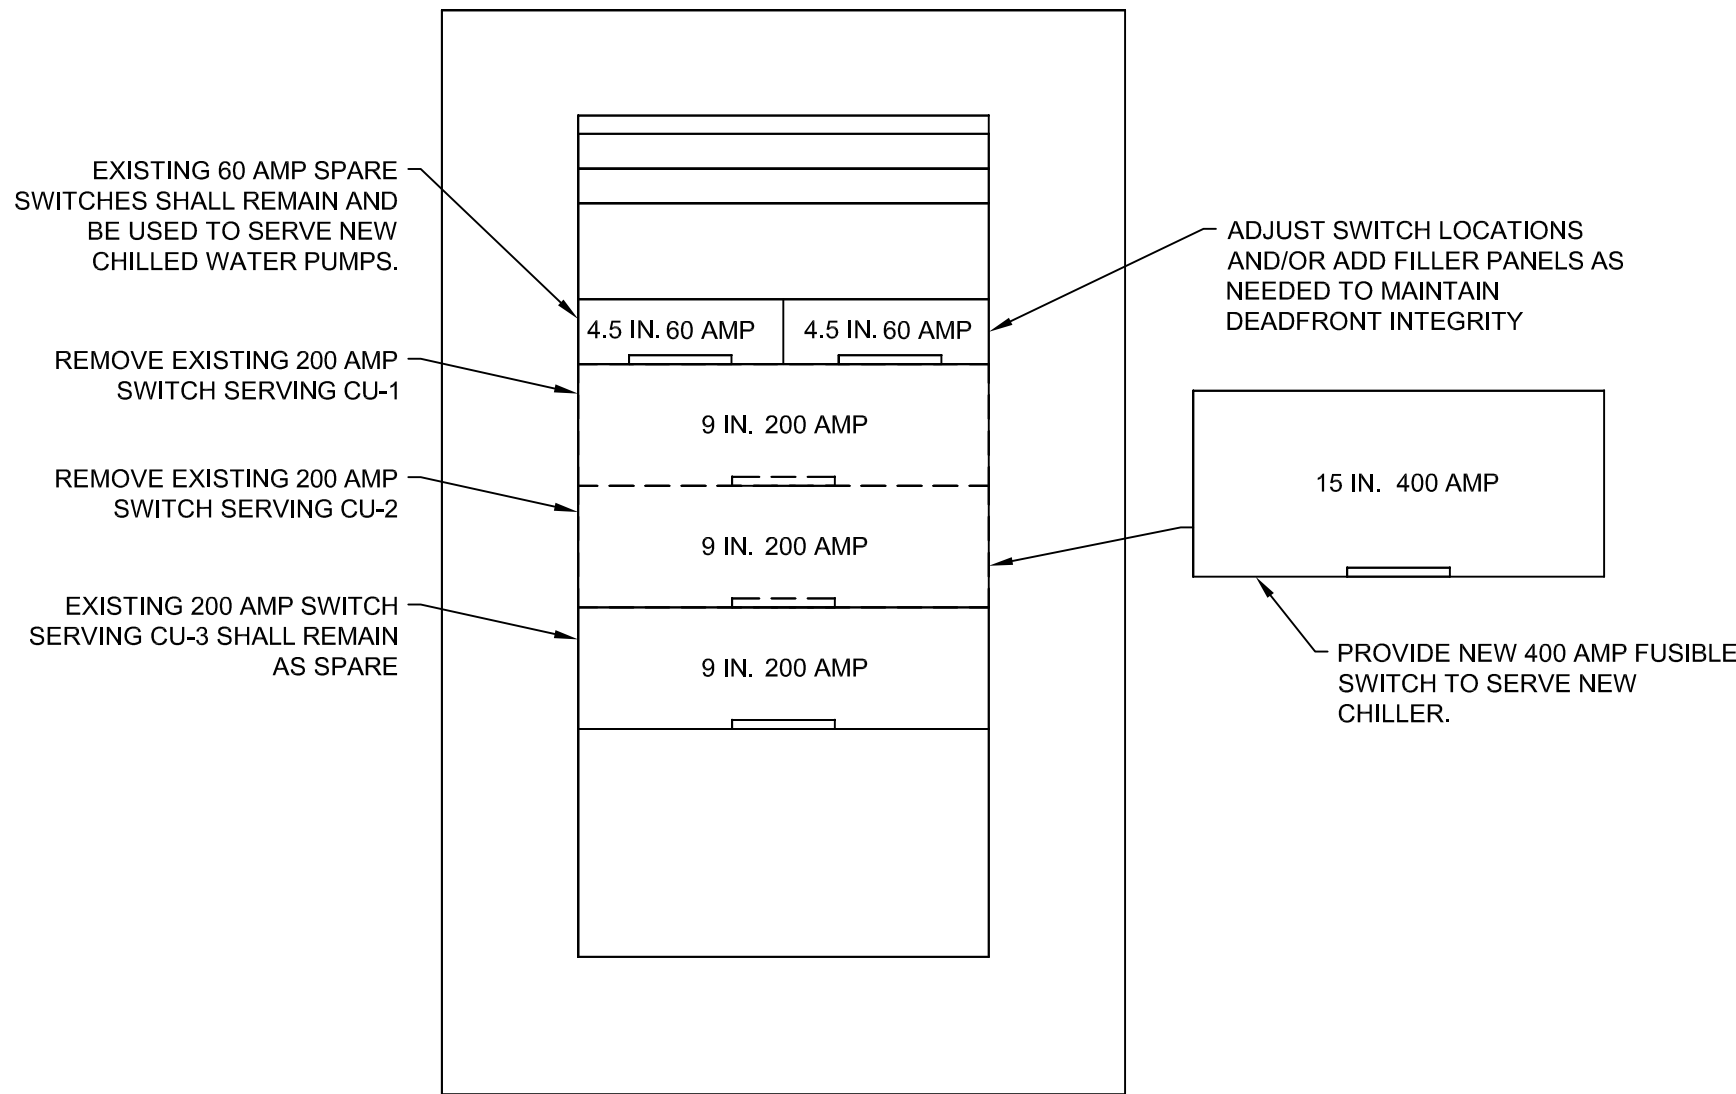 EXISTING 60 AMP SPARE
SWITCHES SHALL REMAIN AND
BE USED TO SERVE NEW
CHILLED WATER PUMPS.
REMOVE EXISTING 200 AMP
SWITCH SERVING CU-1
REMOVE EXISTING 200 AMP
SWITCH SERVING CU-2
EXISTING 200 AMP SWITCH
SERVING CU-3 SHALL REMAIN
AS SPARE
4.5 IN. 60 AMP
4.5 IN. 60 AMP
9 IN. 200 AMP
9 IN. 200 AMP
9 IN. 200 AMP
ADJUST SWITCH LOCATIONS
AND/OR ADD FILLER PANELS AS
NEEDED TO MAINTAIN
DEADFRONT INTEGRITY
15 IN. 400 AMP
PROVIDE NEW 400 AMP FUSIBLE
SWITCH TO SERVE NEW
CHILLER.